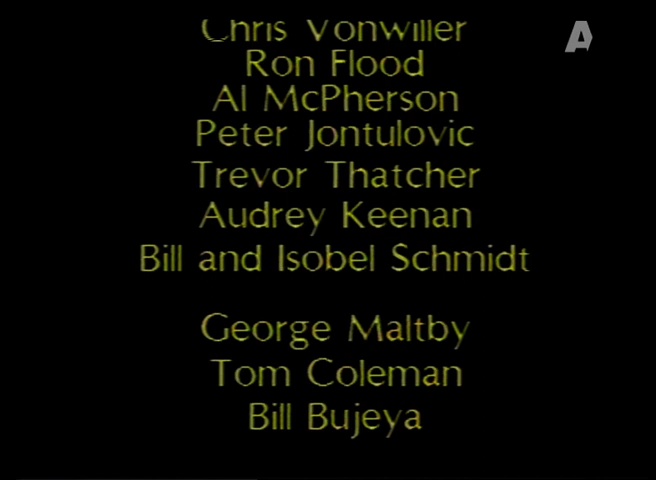 Chris Vonwiller
A
Ron Flood
Al McPherson
Peter Jontulovic
Trevor Thatcher
Audrey Keenan
Bill and Isobel Schmidt
George Maltby
Tom Coleman
Bill Bujeya